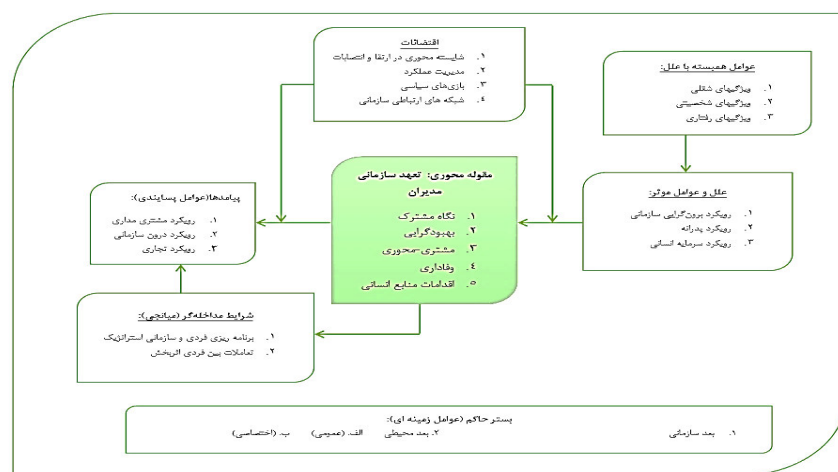 اقتضائات
۱. شایسته محوری در ارتقا و انتصابات
۲. مدیریت عملکرد
۳. بازی‌های سیاسی
۴. شبکه های ارتباطی سازمانی
عوامل همبسته با علل:
۱. ویژگیهای شغلی
۲. ویژگیهای شخصیتی
۳. ویژگیهای رفتاری
علل و عوامل موثر:
۱. رویکرد برون‌گرایی سازمانی
۲. رویکرد پدرانه
۳. رویکرد سرمایه انسانی
مقوله محوری: تعهد سازمانی
مدیران
۱. نگاه مشترک
۲. بهبودگرایی
۳. مشتری-محوری
۴. وفاداری
۵. اقدامات منابع انسانی
پیامدها(عوامل پسایندی):
۱. رویکرد مشتری مداری
۲. رویکرد درون سازمانی
۳. رویکرد تجاری
شرایط مداخله‌گر (میانجی):
۱. برنامه ریزی فردی و سازمانی استراتژیک
۲. تعاملات بین فردی اثربخش
بستر حاکم (عوامل زمینه ای):
۱. بعد سازمانی ۲. بعد محیطی الف. (عمومی) ب. (اختصاصی)